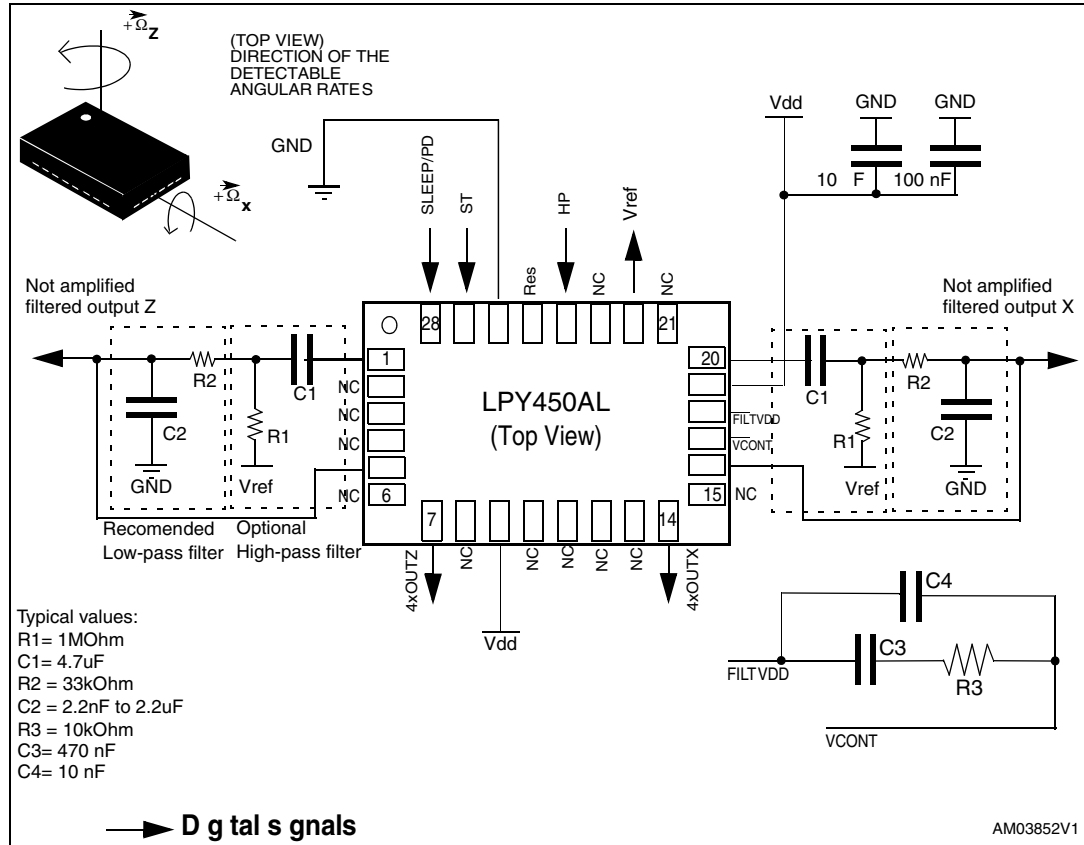 +Ω
Z
(TOP VIEW)
DIRECTION OF THE
DETECTABLE
ANGULAR RATES
+Ω
x
GND
SLEEP/PD
ST
Res
HP
NC
Vref
NC
Vdd
GND
GND
10 F
100 nF
Not amplified
filtered output Z
Not amplified
filtered output X
28
21
1
20
R2
C1
NC
NC
NC
NC
C2
R1
GND
Vref
6
LPY450AL
(Top View)
FILTVDD
VCONT
15
NC
C1
R2
R1
C2
Vref
GND
Recomended
Low-pass filter
Optional
High-pass filter
7
14
4xOUTZ
NC
Vdd
NC
NC
NC
NC
4xOUTX
Typical values:
R1= 1MOhm
C1= 4.7uF
R2 = 33kOhm
C2 = 2.2nF to 2.2uF
R3 = 10kOhm
C3= 470 nF
C4= 10 nF
C4
C3
R3
FILTVDD
VCONT
D g tal s gnals
AM03852V1